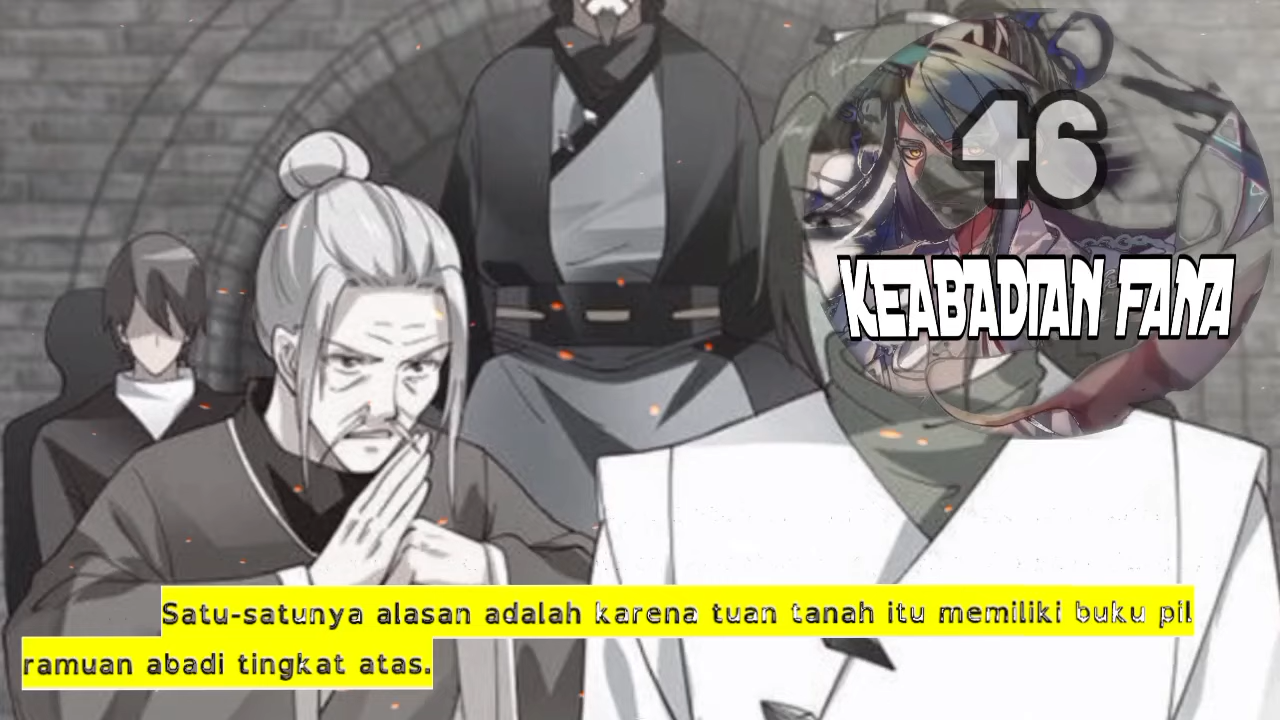 46
KEABADIAN FANA
Satu-satunya alasan adalah karena tuan tanah itu memiliki buku pil
ramuan abadi tingkat atas.